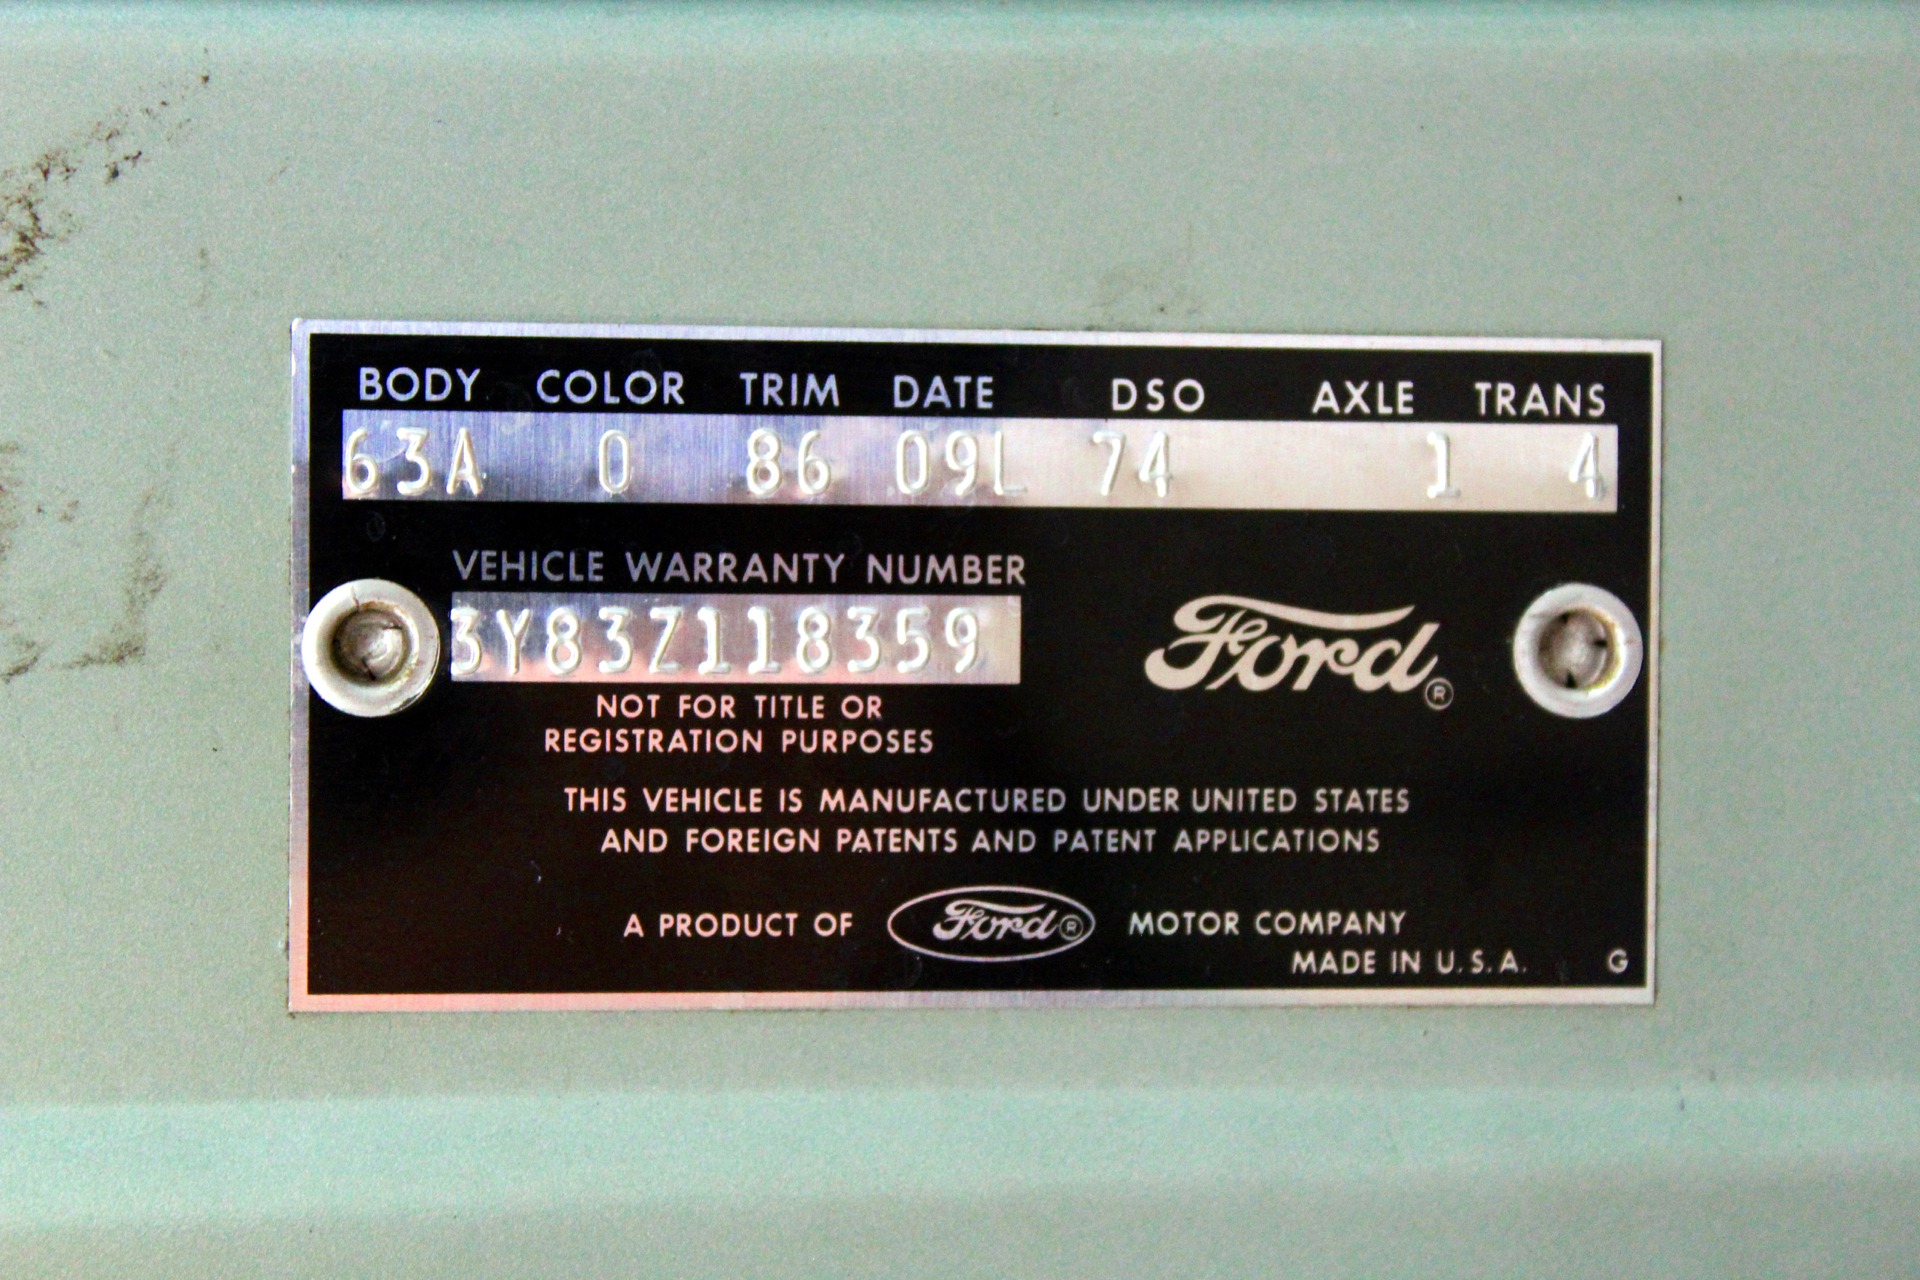 BODY COLOR TRIM DATE DSO AXLE TRANS
63A 0 86 09L 74 1 4
VEHICLE WARRANTY NUMBER
3Y83Z118359
Ford®
NOT FOR TITLE OR
REGISTRATION PURPOSES
THIS VEHICLE IS MANUFACTURED UNDER UNITED STATES
AND FOREIGN PATENTS AND PATENT APPLICATIONS
A PRODUCT OF Ford® MOTOR COMPANY
MADE IN U.S.A. G